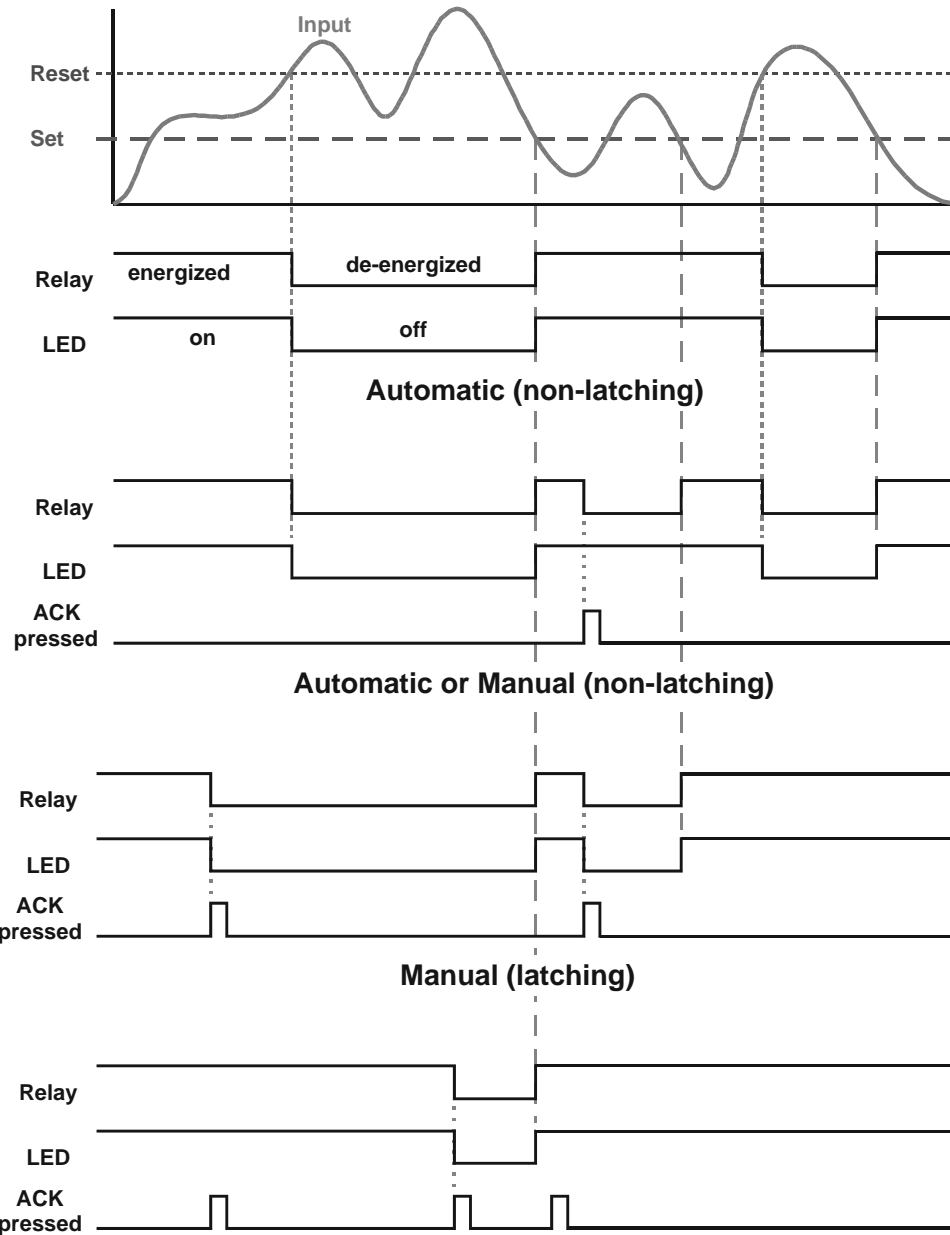 Input
Reset
Set
Relay
energized
de-energized
LED
on
off
Automatic (non-latching)
Relay
LED
ACK
pressed
Automatic or Manual (non-latching)
Relay
LED
ACK
pressed
Manual (latching)
Relay
LED
ACK
pressed